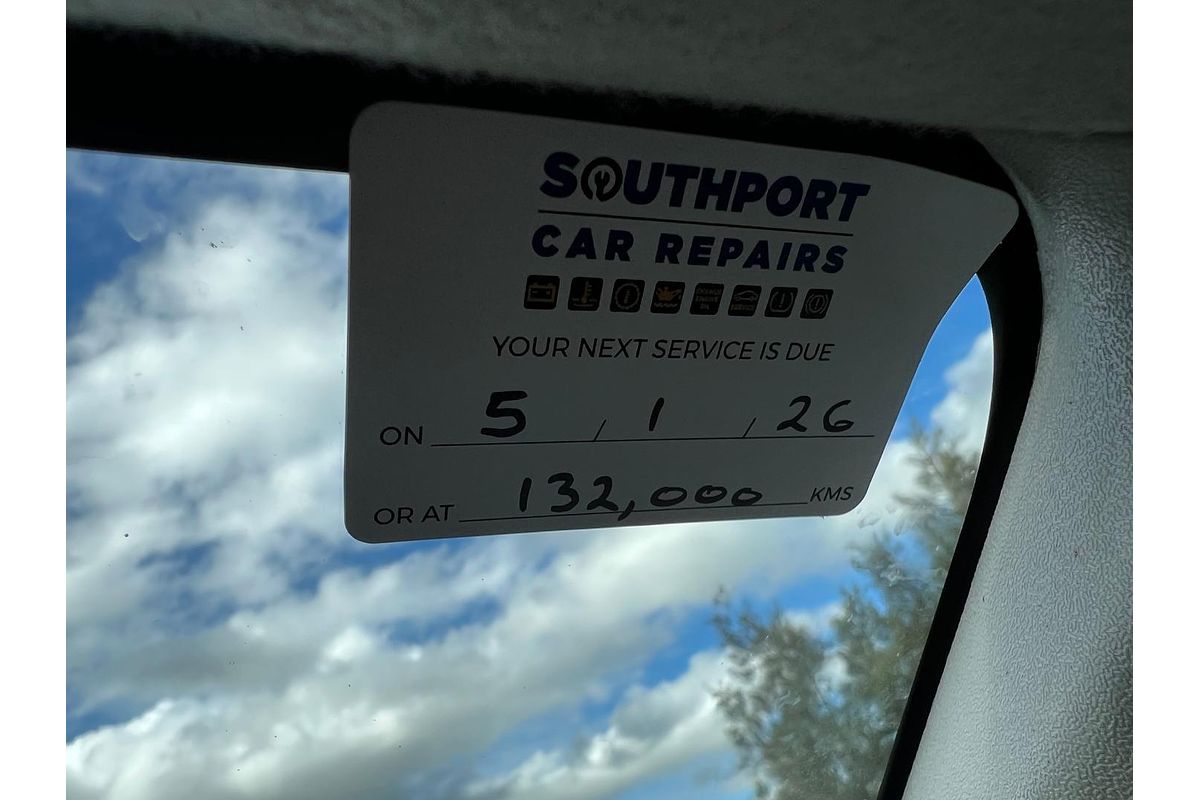 SOUTHPORT
CAR REPAIRS
YOUR NEXT SERVICE IS DUE
ON 5 / 1 / 26
OR AT 132,000 KMS